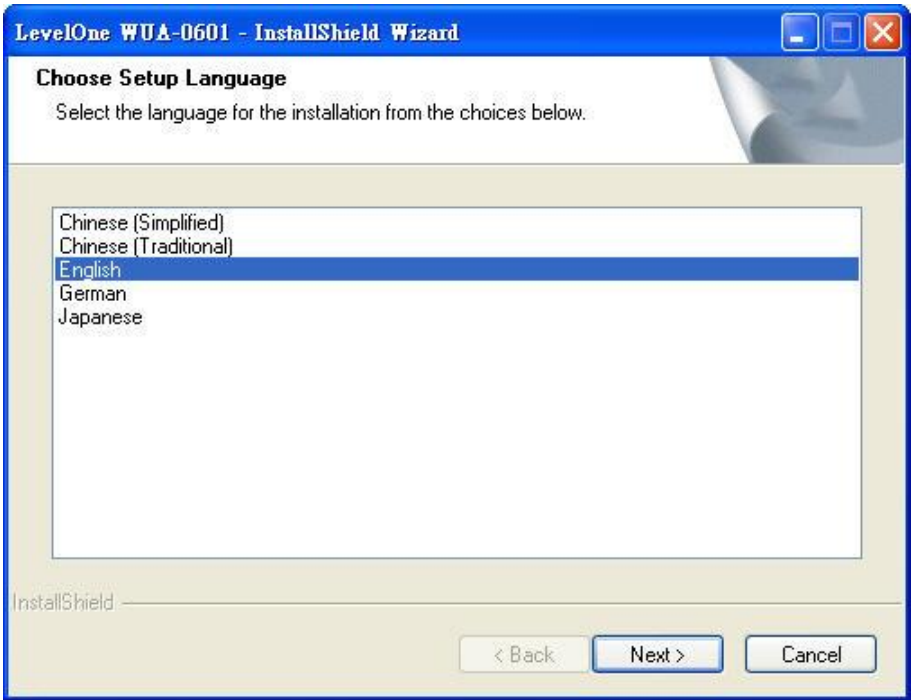 LevelOne WUA-0601 - InstallShield Wizard
Choose Setup Language
Select the language for the installation from the choices below.
Chinese (Simplified)
Chinese (Traditional)
English
German
Japanese
InstallShield
< Back
Next >
Cancel